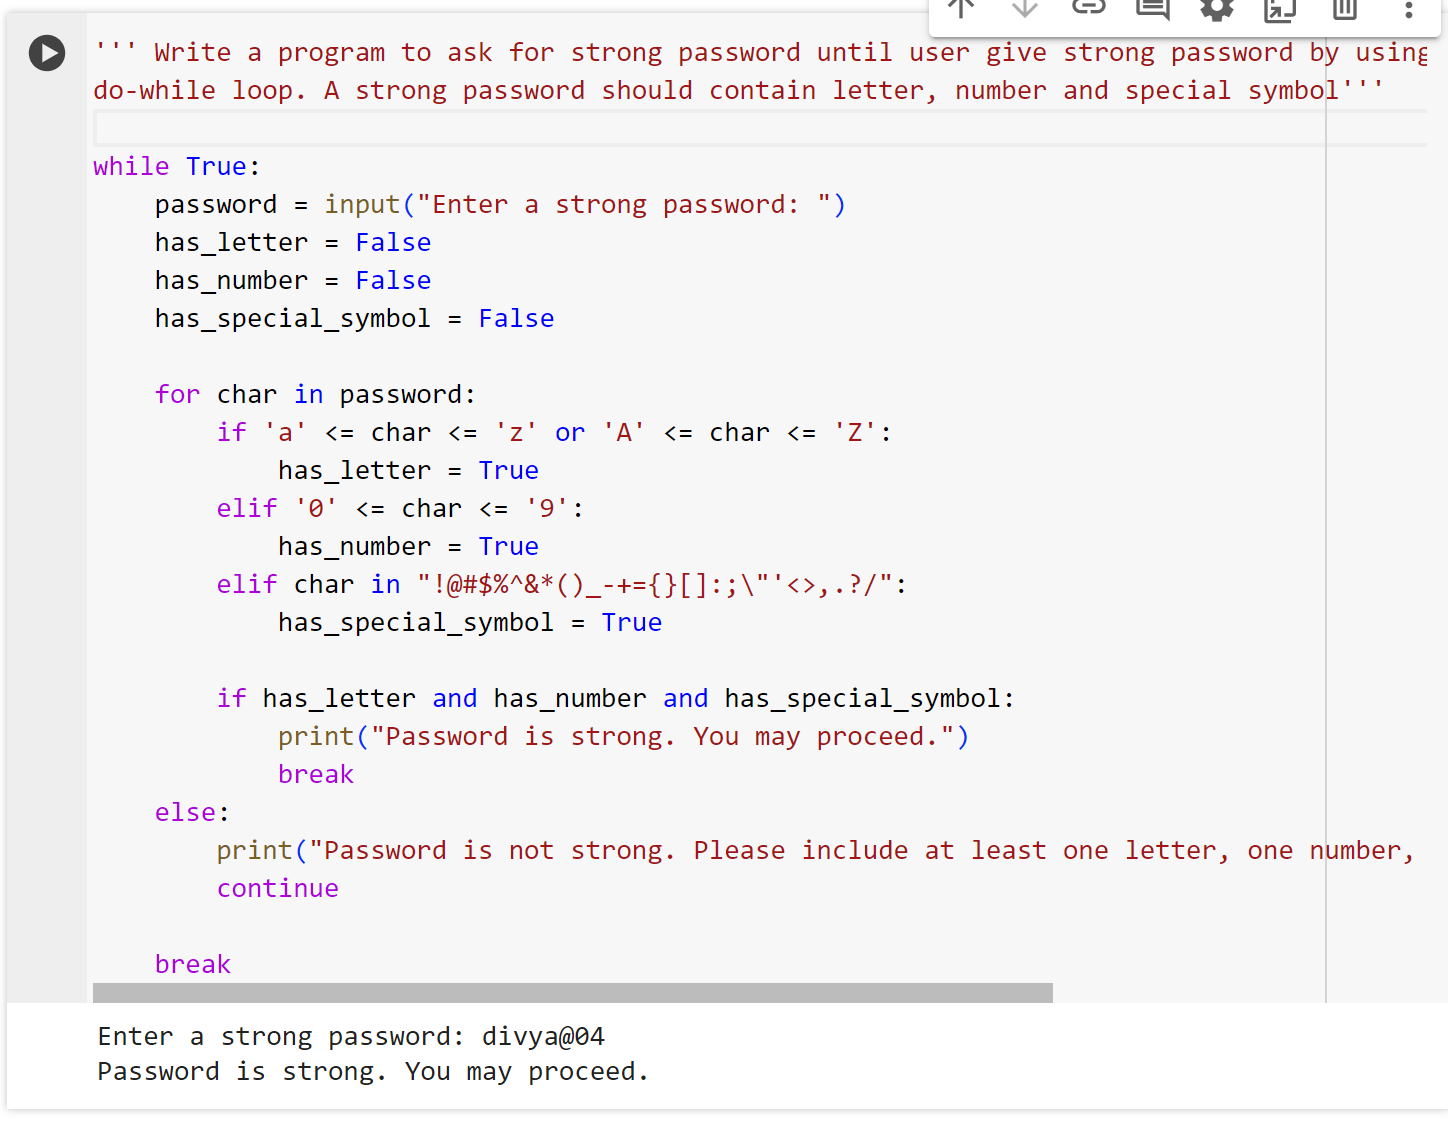 ''' Write a program to ask for strong password until user give strong password by using
do-while loop. A strong password should contain letter, number and special symbol'''
while True:
    password = input("Enter a strong password: ")
    has_letter = False
    has_number = False
    has_special_symbol = False
    for char in password:
        if 'a' <= char <= 'z' or 'A' <= char <= 'Z':
            has_letter = True
        elif '0' <= char <= '9':
            has_number = True
        elif char in "!@#$%^&*()_-+={}[]:;\"'<>,.?/":
            has_special_symbol = True
        if has_letter and has_number and has_special_symbol:
            print("Password is strong. You may proceed.")
            break
    else:
        print("Password is not strong. Please include at least one letter, one number,
        continue
    break
Enter a strong password: divya@04
Password is strong. You may proceed.